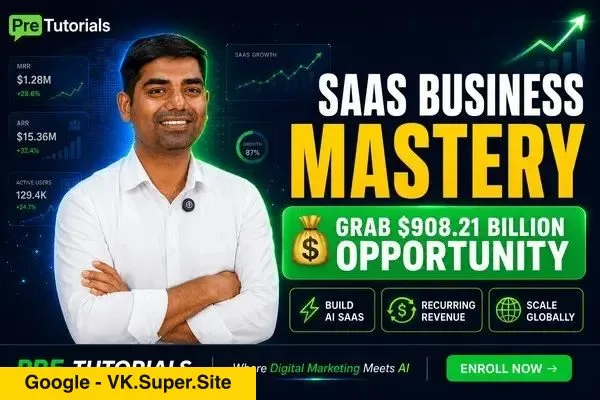 Pre Tutorials
MRR
$1.28M
+28.6%
ARR
$15.36M
+32.4%
ACTIVE USERS
129.4K
+24.7%
SAAS GROWTH
GROWTH
87%
SAAS BUSINESS
MASTERY
GRAB $908.21 BILLION
OPPORTUNITY
BUILD
AI SAAS
RECURRING
REVENUE
SCALE
GLOBALLY
PRE TUTORIALS
Where Digital Marketing Meets AI
ENROLL NOW →
Google - VK.Super.Site